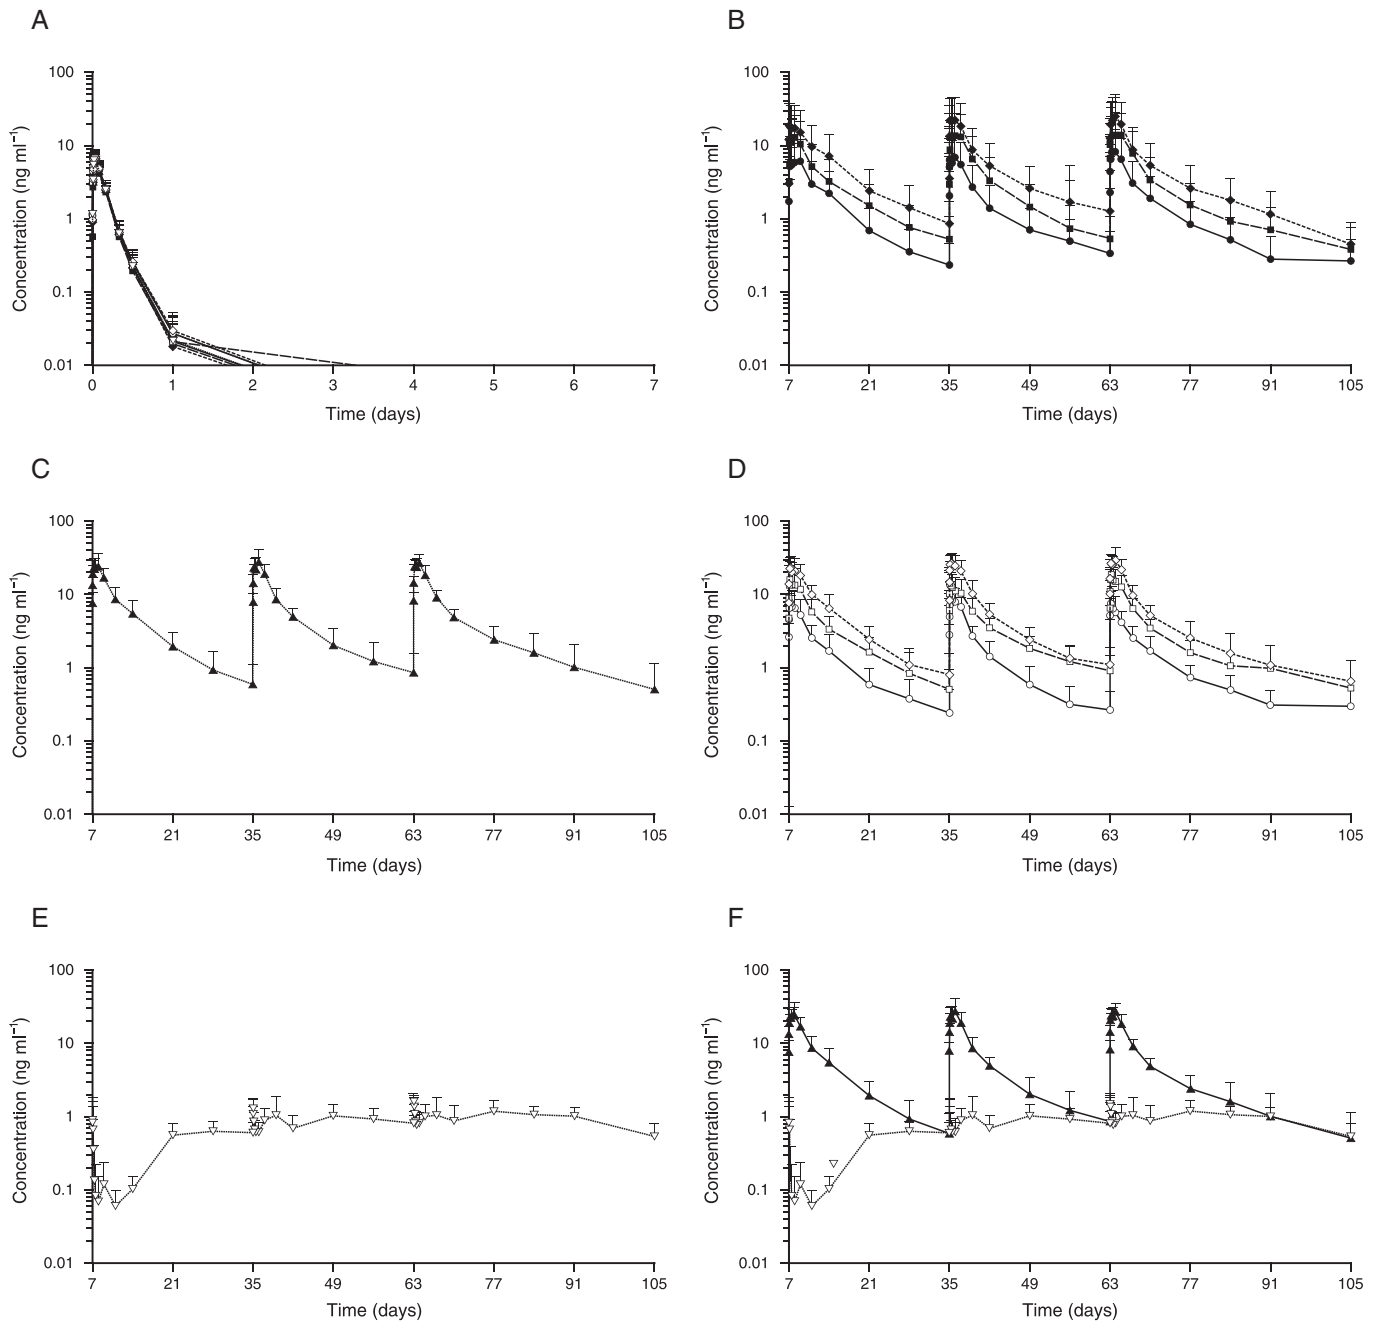 A
Concentration (ng ml⁻¹)
100
10
1
0.1
0.01
0 1 2 3 4 5 6 7
Time (days)
B
Concentration (ng ml⁻¹)
100
10
1
0.1
0.01
7 21 35 49 63 77 91 105
Time (days)
C
Concentration (ng ml⁻¹)
100
10
1
0.1
0.01
7 21 35 49 63 77 91 105
Time (days)
D
Concentration (ng ml⁻¹)
100
10
1
0.1
0.01
7 21 35 49 63 77 91 105
Time (days)
E
Concentration (ng ml⁻¹)
100
10
1
0.1
0.01
7 21 35 49 63 77 91 105
Time (days)
F
Concentration (ng ml⁻¹)
100
10
1
0.1
0.01
7 21 35 49 63 77 91 105
Time (days)